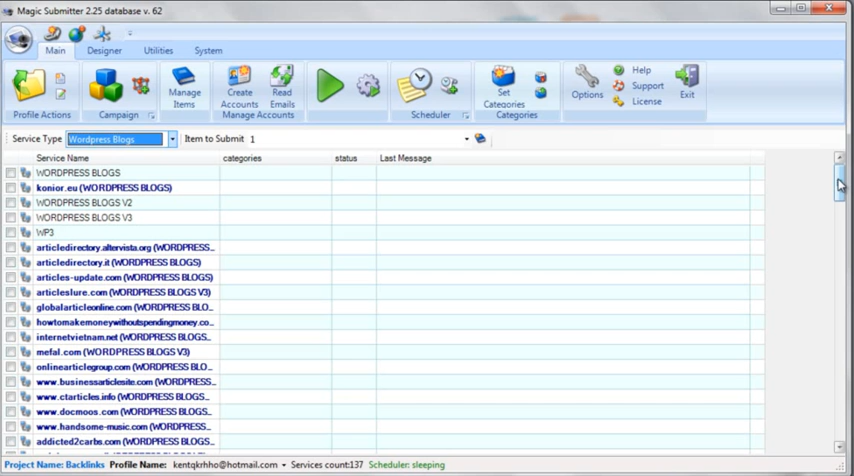 Magic Submitter 2.25 database v. 62
Main Designer Utilities System
Manage Items
Create Accounts
Read Emails
Set Categories
Options
Help
Support
License
Exit
Profile Actions Campaign Manage Accounts Scheduler Categories
Service Type Wordpress Blogs Item to Submit 1
Service Name categories status Last Message
WORDPRESS BLOGS
konior.eu (WORDPRESS BLOGS)
WORDPRESS BLOGS V2
WORDPRESS BLOGS V3
WP3
articledirectory.altervista.org (WORDPRESS...
articledirectory.it (WORDPRESS BLOGS)
articles-update.com (WORDPRESS BLOGS)
articleslure.com (WORDPRESS BLOGS V3)
globalarticleonline.com (WORDPRESS BLO...
howtomakemoneywithoutspendingmoney.co...
internetvietnam.net (WORDPRESS BLOGS...
mefal.com (WORDPRESS BLOGS V3)
onlinearticlegroup.com (WORDPRESS BLO...
www.businessarticlesite.com (WORDPRESS...
www.ctarticles.info (WORDPRESS BLOGS...
www.docmoos.com (WORDPRESS BLOGS...
www.handsome-music.com (WORDPRESS...
addicted2carbs.com (WORDPRESS BLOGS...
Project Name: Backlinks Profile Name: kentqkrhho@hotmail.com Services count:137 Scheduler: sleeping